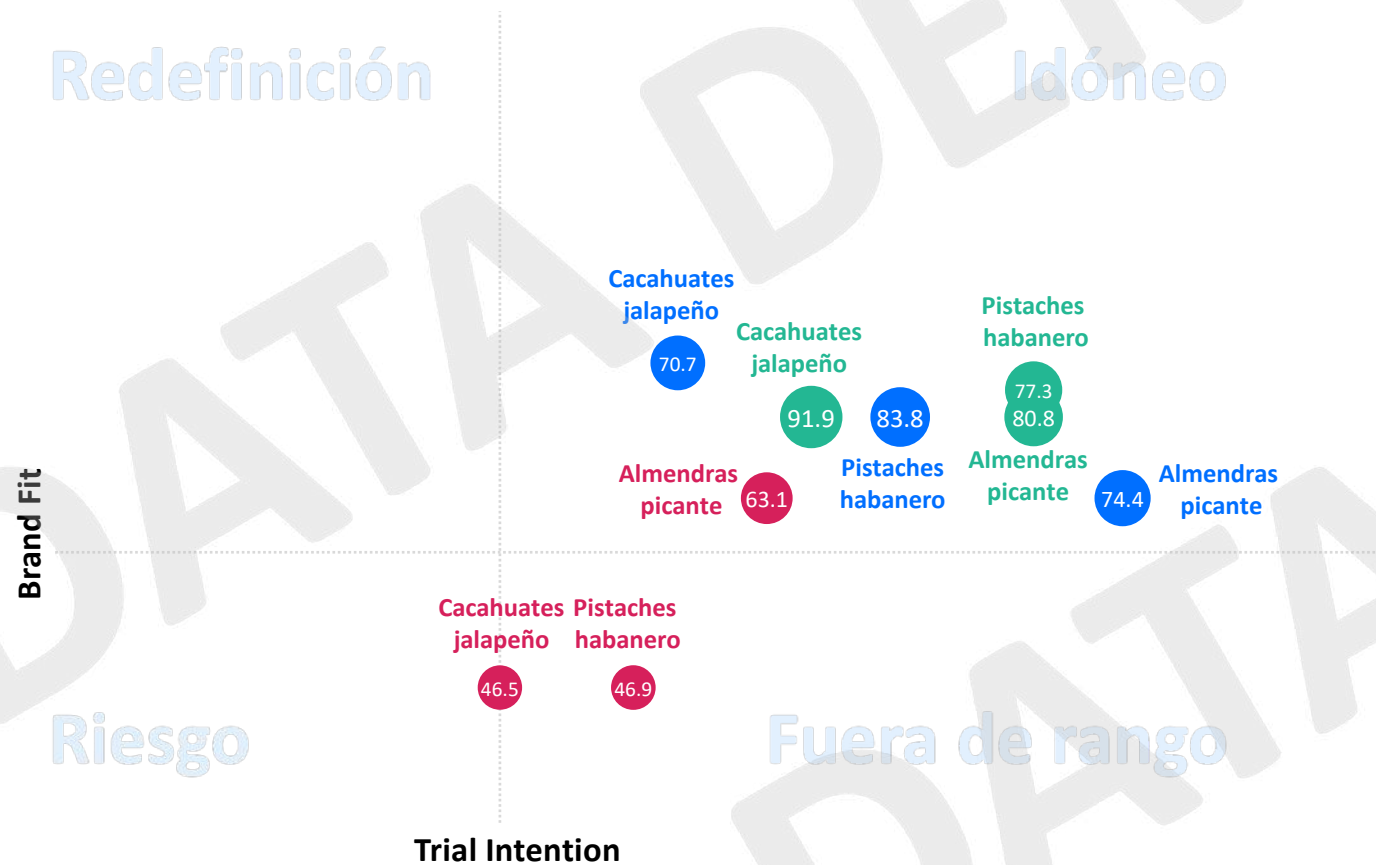 DATA DEM
DATA
Redefinición
Idóneo
Cacahuates
jalapeño
70.7
Cacahuates
jalapeño
91.9
83.8
Pistaches
habanero
Pistaches
habanero
77.3
80.8
Almendras
picante
Almendras
picante
63.1
74.4
Almendras
picante
Brand Fit
Cacahuates
jalapeño
46.5
Pistaches
habanero
46.9
Riesgo
Fuera de rango
Trial Intention